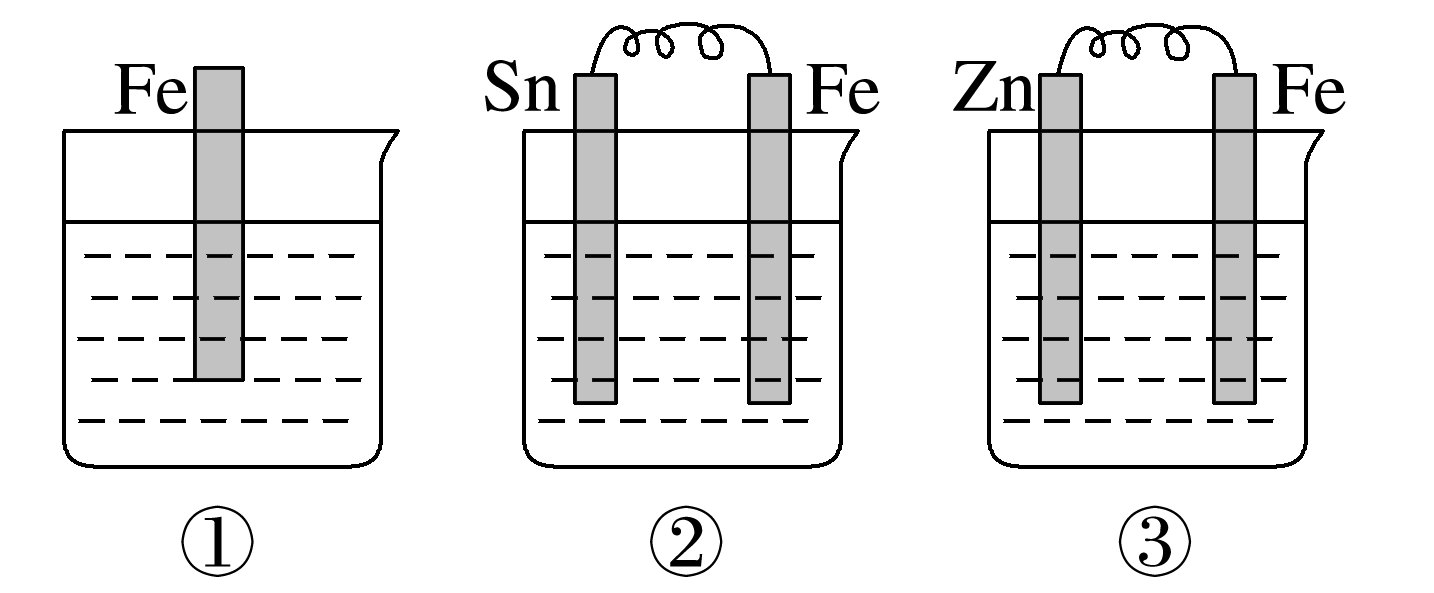 Fe
Sn Fe
Zn Fe
① ② ③